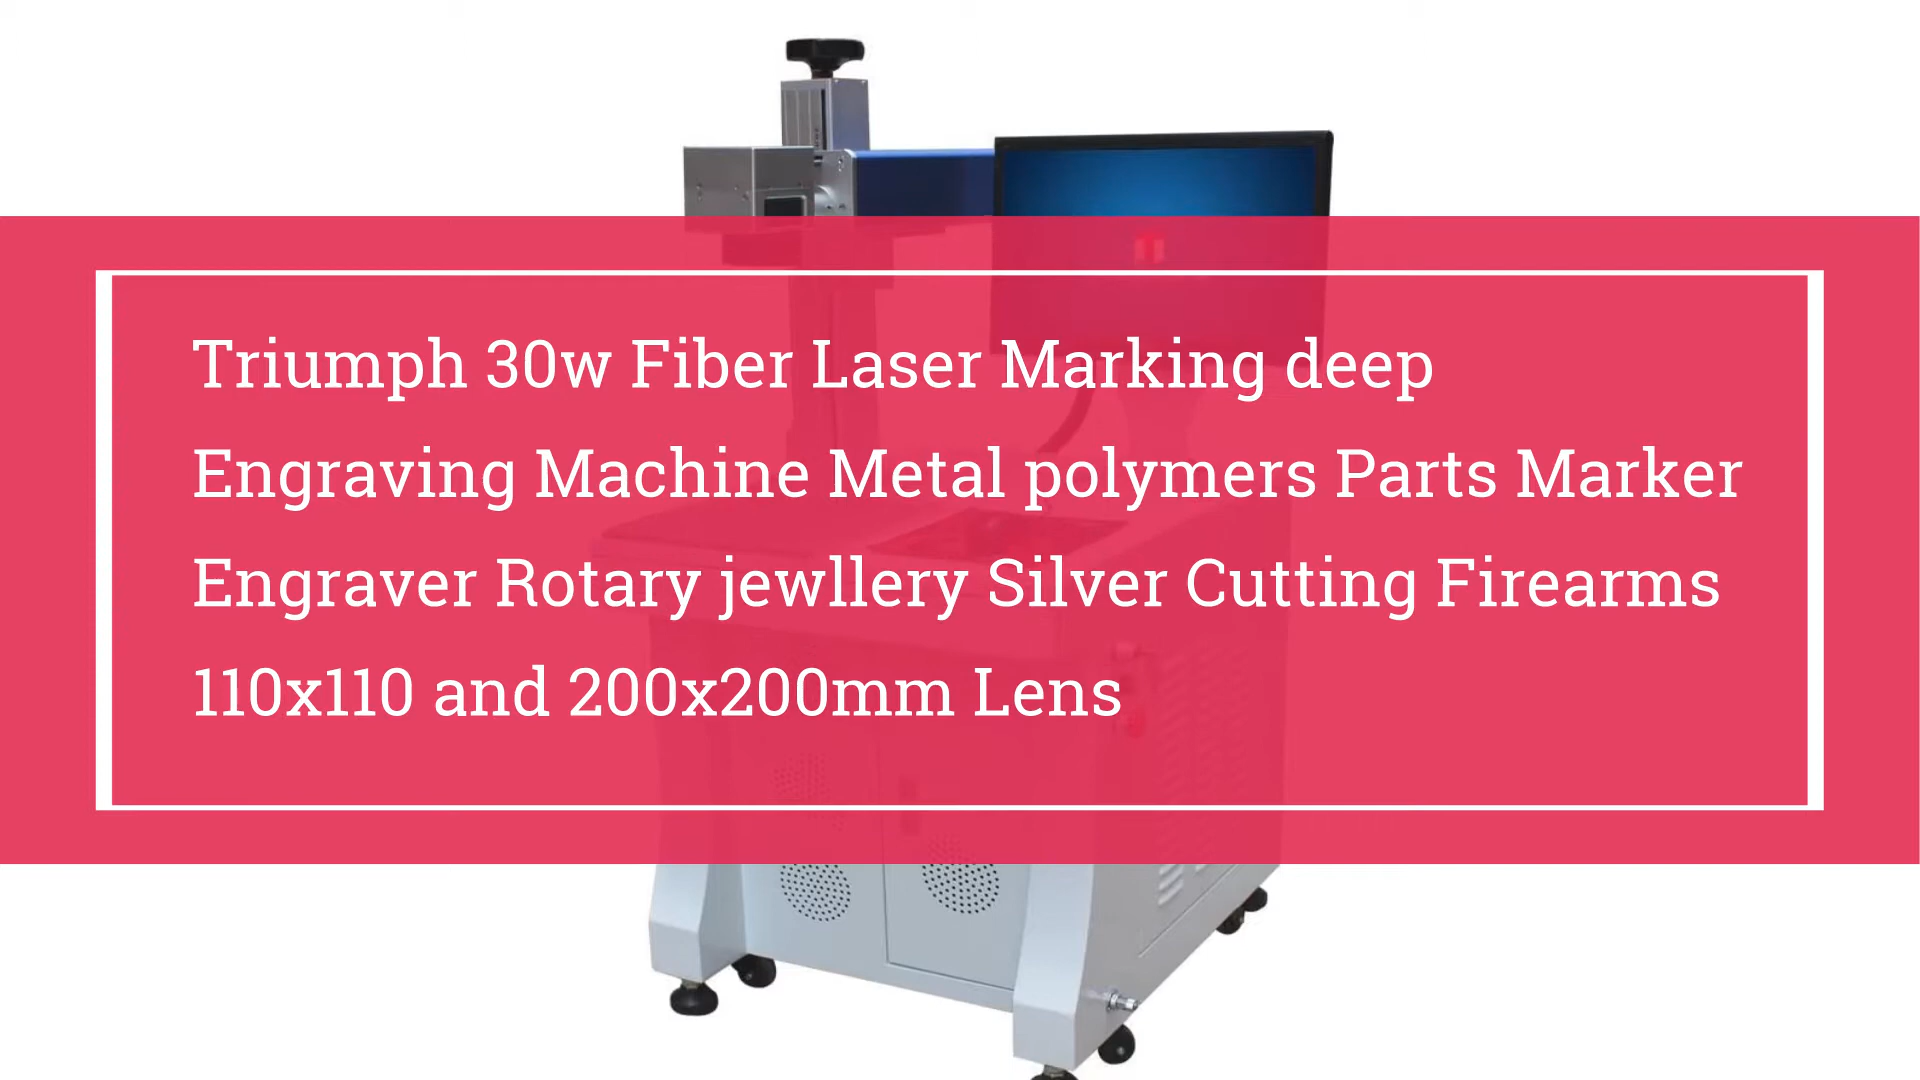 Triumph 30w Fiber Laser Marking deep
Engraving Machine Metal polymers Parts Marker
Engraver Rotary jewllery Silver Cutting Firearms
110x110 and 200x200mm Lens